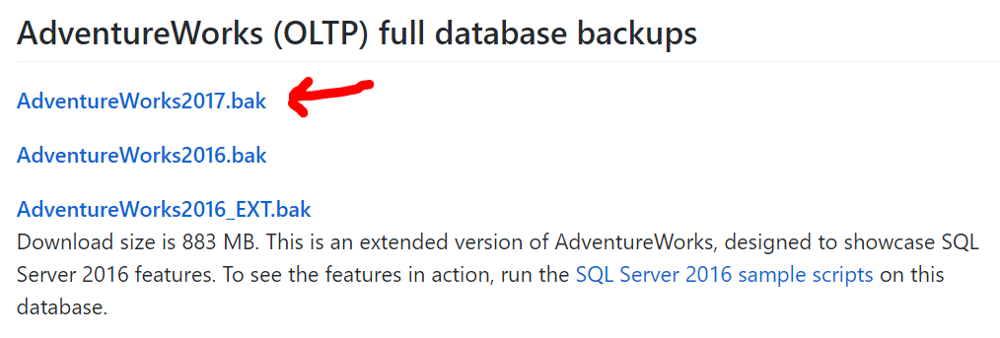 AdventureWorks (OLTP) full database backups
AdventureWorks2017.bak
AdventureWorks2016.bak
AdventureWorks2016_EXT.bak
Download size is 883 MB. This is an extended version of AdventureWorks, designed to showcase SQL
Server 2016 features. To see the features in action, run the SQL Server 2016 sample scripts on this
database.